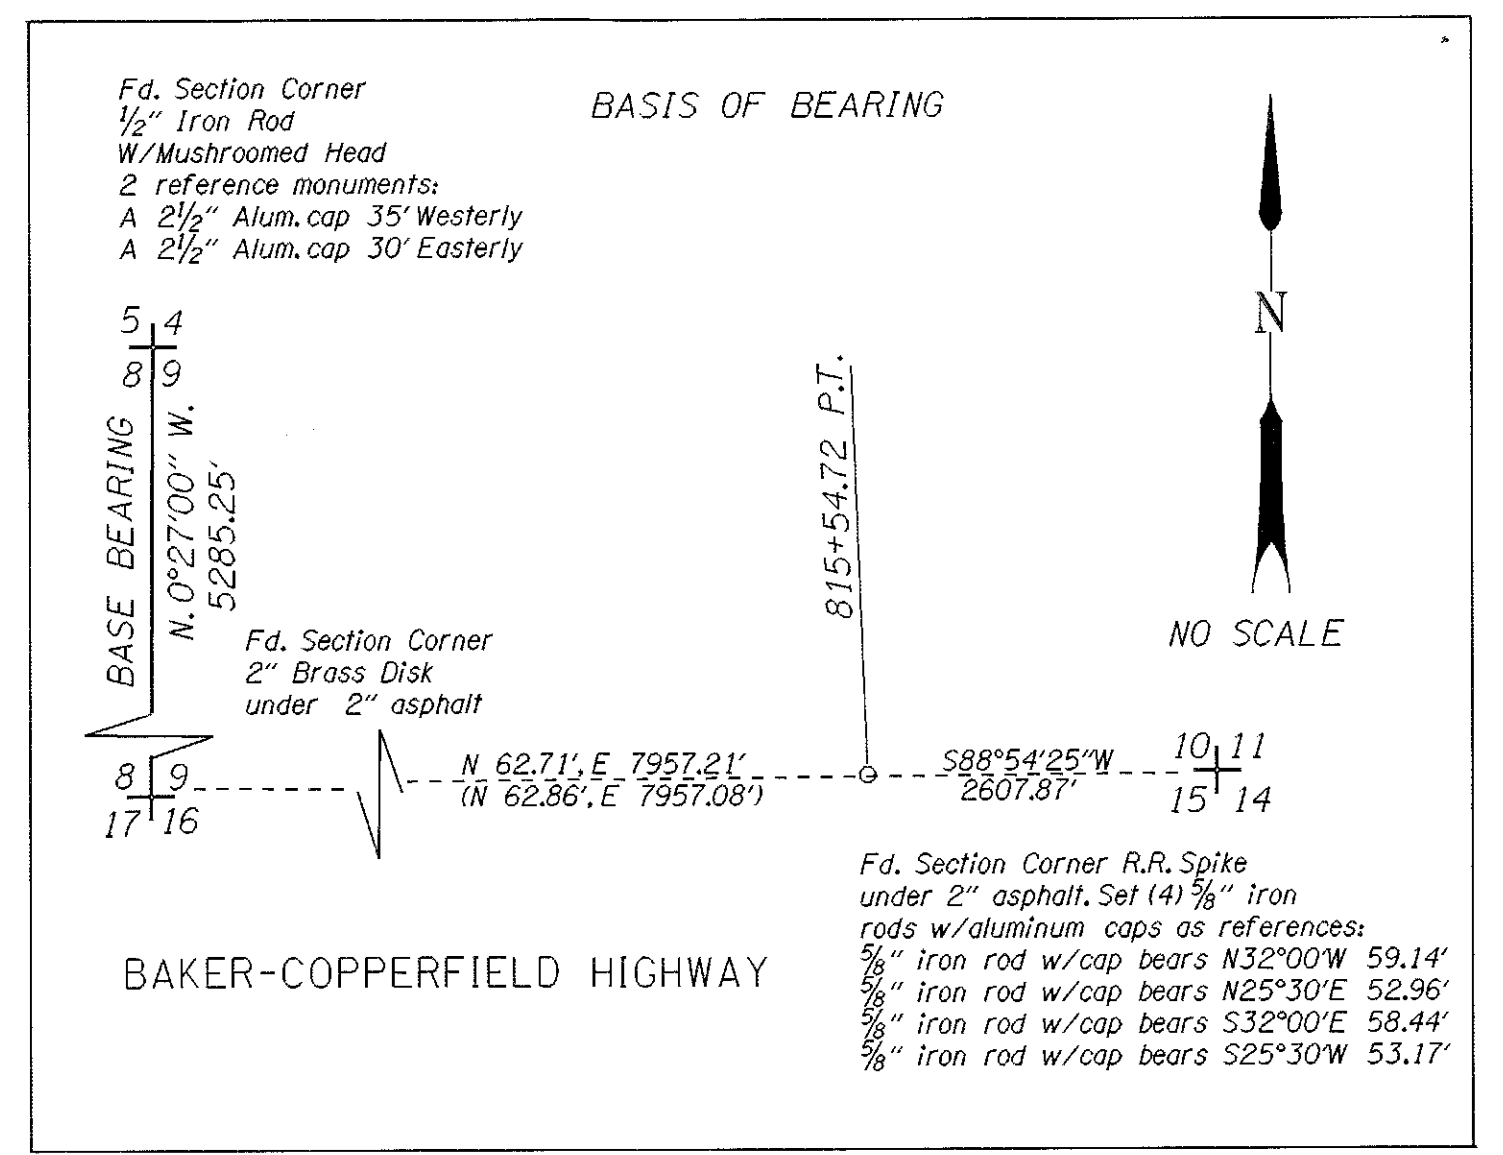 Fd. Section Corner
1/2" Iron Rod
W/Mushroomed Head
2 reference monuments:
A 2 1/2" Alum. cap 35' Westerly
A 2 1/2" Alum. cap 30' Easterly
BASIS OF BEARING
N
NO SCALE
5 4
8 9
BASE BEARING
N. 0°27'00" W.
5285.25'
815+54.72 P.T.
Fd. Section Corner
2" Brass Disk
under 2" asphalt
8 9
17 16
N 62.71', E 7957.21'
(N 62.86', E 7957.08')
S88°54'25"W
2607.87'
10 11
15 14
Fd. Section Corner R.R. Spike
under 2" asphalt. Set (4) 5/8" iron
rods w/aluminum caps as references:
5/8" iron rod w/cap bears N32°00'W 59.14'
5/8" iron rod w/cap bears N25°30'E 52.96'
5/8" iron rod w/cap bears S32°00'E 58.44'
5/8" iron rod w/cap bears S25°30'W 53.17'
BAKER-COPPERFIELD HIGHWAY